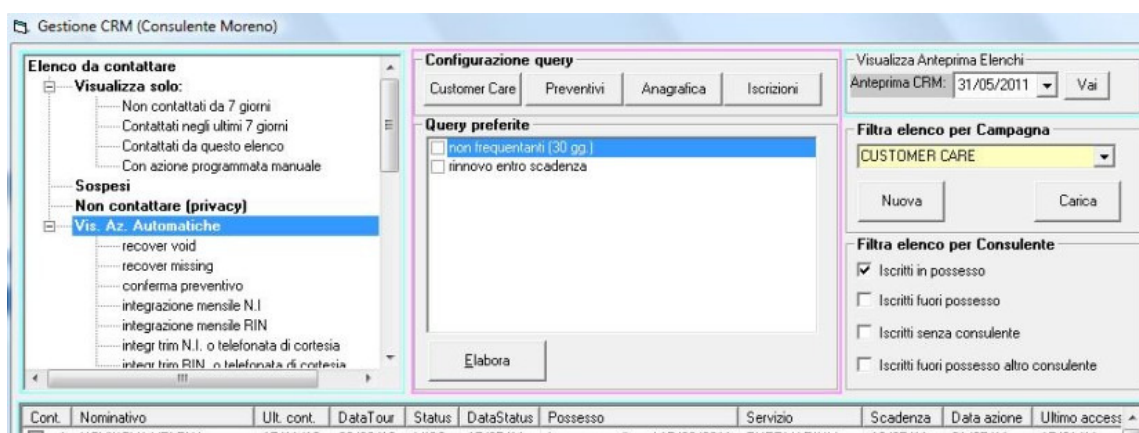 Gestione CRM (Consulente Moreno)
Elenco da contattare
Visualizza solo:
Non contattati da 7 giorni
Contattati negli ultimi 7 giorni
Contattati da questo elenco
Con azione programmata manuale
Sospesi
Non contattare (privacy)
Vis. Az. Automatiche
recover void
recover missing
conferma preventivo
integrazione mensile N.I
integrazione mensile RIN
integr trim N.I. o telefonata di cortesia
integr trim RIN. o telefonata di cortesia
Configurazione query
Customer Care
Preventivi
Anagrafica
Iscrizioni
Query preferite
non frequentanti (30 gg.)
rinnovo entro scadenza
Elabora
Visualizza Anteprima Elenchi
Anteprima CRM: 31/05/2011 Vai
Filtra elenco per Campagna
CUSTOMER CARE
Nuova
Carica
Filtra elenco per Consulente
Iscritti in possesso
Iscritti fuori possesso
Iscritti senza consulente
Iscritti fuori possesso altro consulente
Cont. Nominativo Ult. cont. DataTour Status DataStatus Possesso Servizio Scadenza Data azione Ultimo access